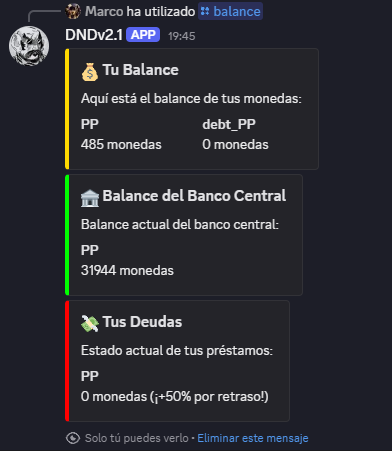 Marco ha utilizado balance
DNDv2.1 APP 19:45
💰 Tu Balance
Aquí está el balance de tus monedas:
PP debt_PP
485 monedas 0 monedas
🏛️ Balance del Banco Central
Balance actual del banco central:
PP
31944 monedas
💸 Tus Deudas
Estado actual de tus préstamos:
PP
0 monedas (¡+50% por retraso!)
Solo tú puedes verlo • Eliminar este mensaje